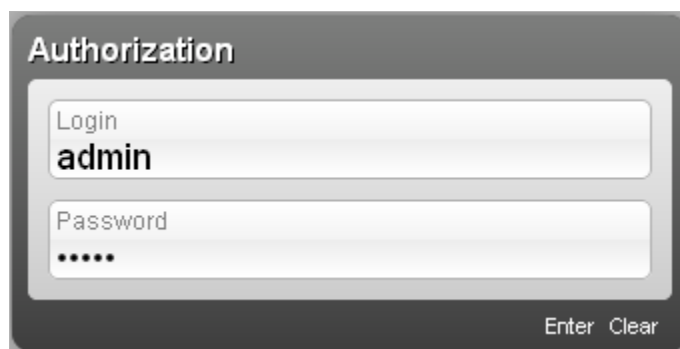 Authorization
Login
admin
Password
•••••
Enter Clear